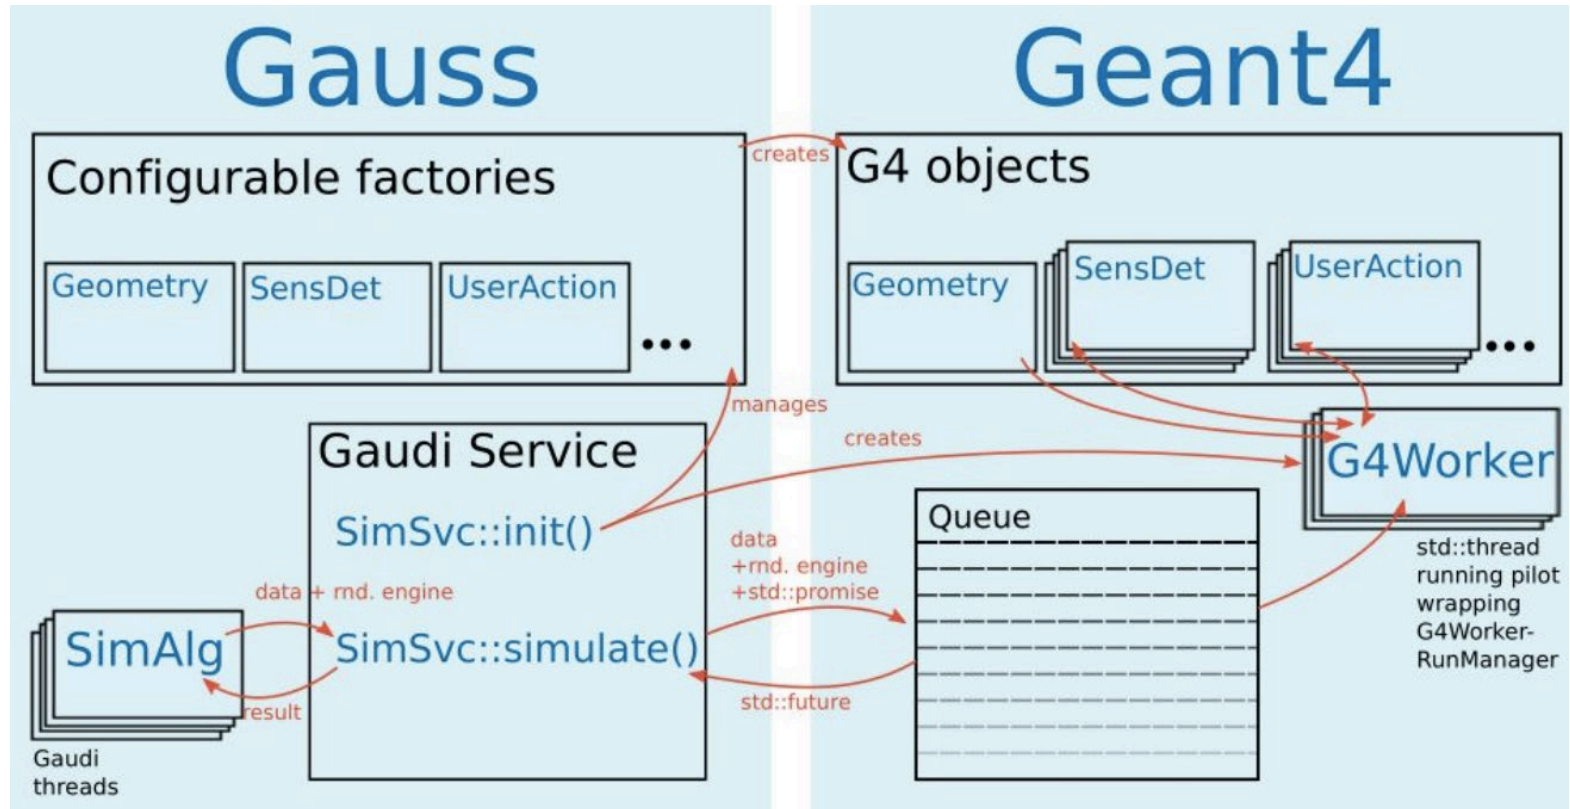 Gauss
Geant4
Configurable factories
creates
G4 objects
Geometry
SensDet
UserAction
...
Geometry
SensDet
UserAction
...
manages
Gaudi Service
creates
G4Worker
SimSvc::init()
Queue
data
+rnd. engine
+std::promise
std::thread
running pilot
wrapping
G4Worker-
RunManager
data + rnd. engine
SimAlg
SimSvc::simulate()
result
std::future
Gaudi
threads